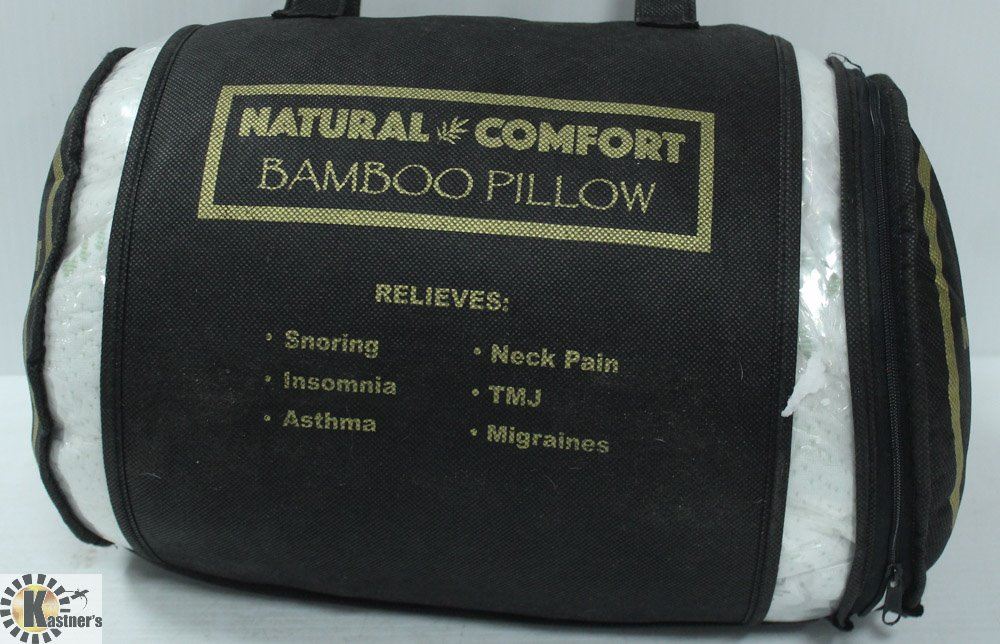 NATURAL COMFORT
BAMBOO PILLOW
RELIEVES:
• Snoring
• Insomnia
• Asthma
• Neck Pain
• TMJ
• Migraines
KASTNER'S